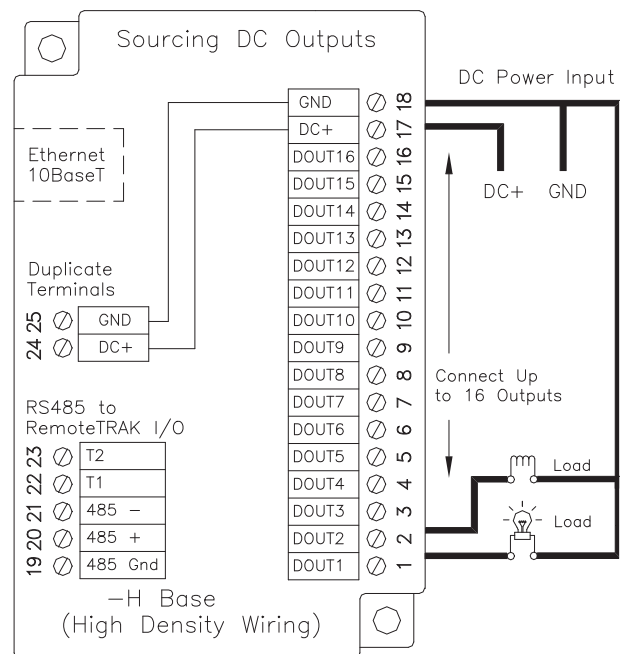 Sourcing DC Outputs
DC Power Input
GND 18
DC+ 17
DOUT16 16
DOUT15 15
DOUT14 14
DOUT13 13
DOUT12 12
DOUT11 11
DOUT10 10
DOUT9 9
DOUT8 8
DOUT7 7
DOUT6 6
DOUT5 5
DOUT4 4
DOUT3 3
DOUT2 2
DOUT1 1
DC+ GND
Ethernet
10BaseT
Duplicate
Terminals
25 GND
24 DC+
Connect Up
to 16 Outputs
RS485 to
RemoteTRAK I/O
23 T2
22 T1
21 485 -
20 485 +
19 485 Gnd
Load
Load
-H Base
(High Density Wiring)